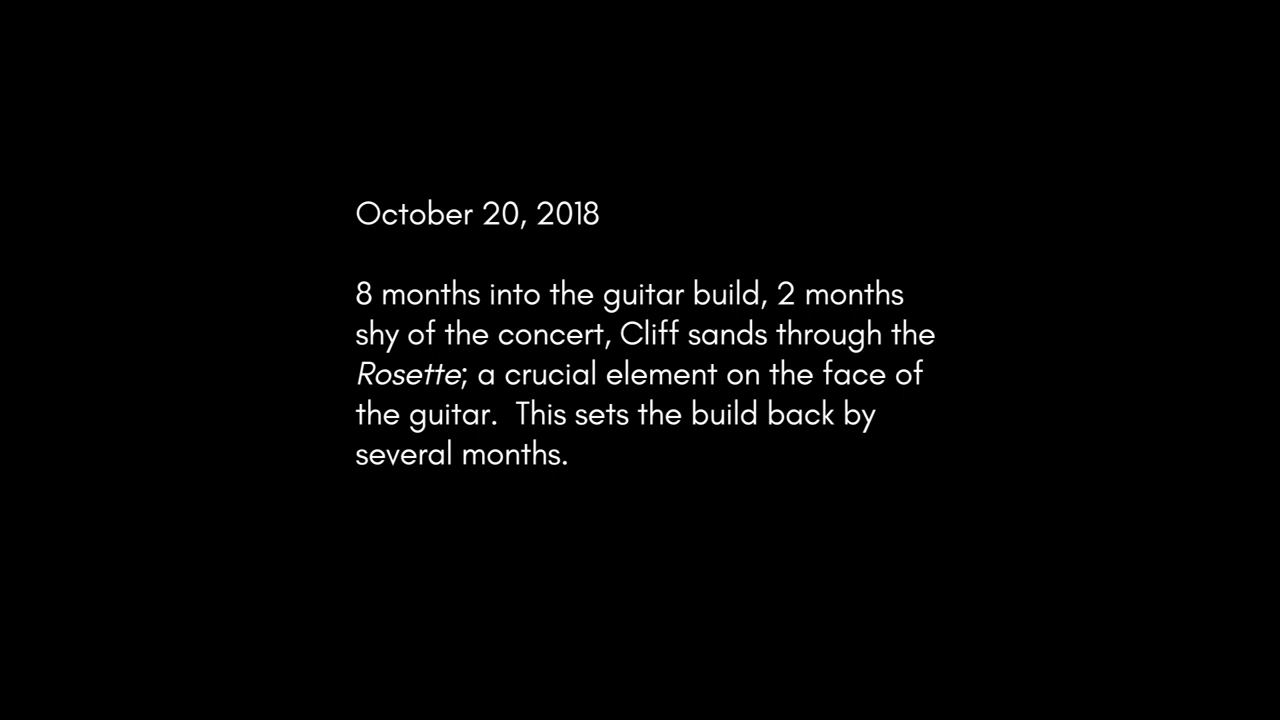 October 20, 2018
8 months into the guitar build, 2 months
shy of the concert, Cliff sands through the
Rosette; a crucial element on the face of
the guitar.  This sets the build back by
several months.